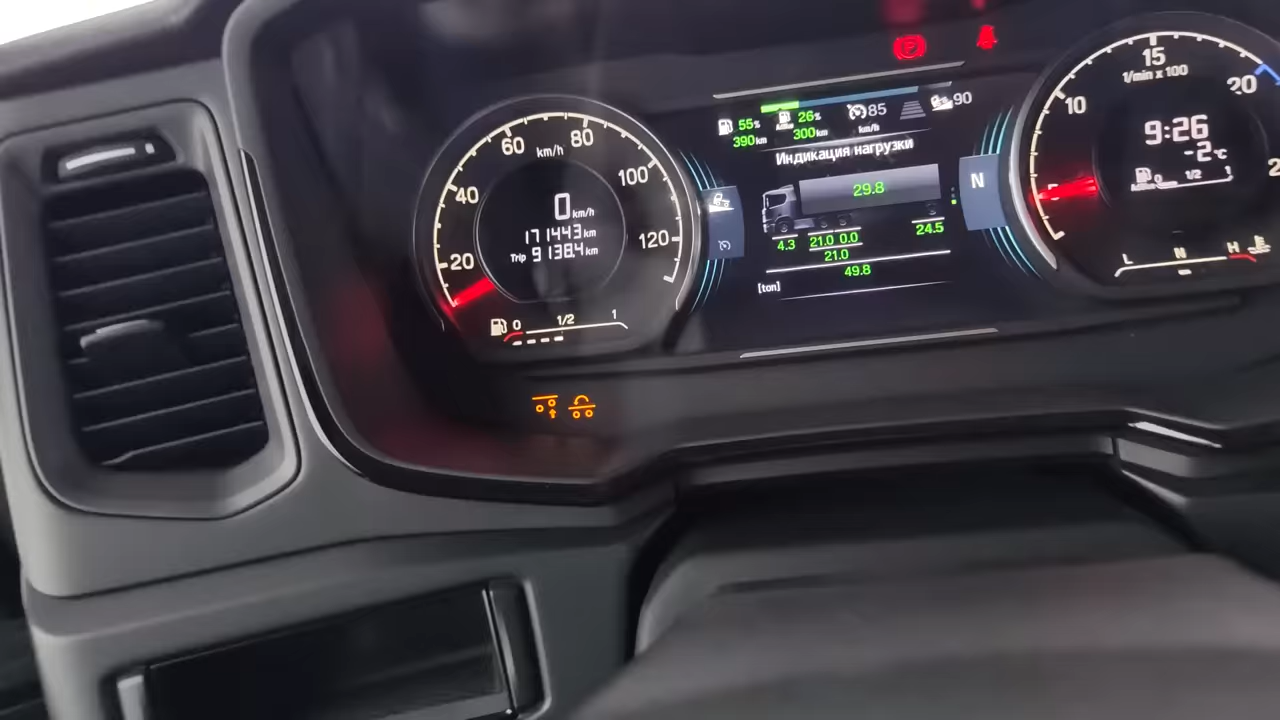 20
40
60
80
100
120
km/h
0 km/h
171443 km
Trip 9138.4 km
0 1/2 1
55% 26% 85 90
390km 300km km/h
Индикация нагрузки
29.8
4.3 21.0 0.0 24.5
21.0
49.8
[ton]
N
P
10
15
20
1/min x 100
9:26
-2°C
0 1/2 1
L N H